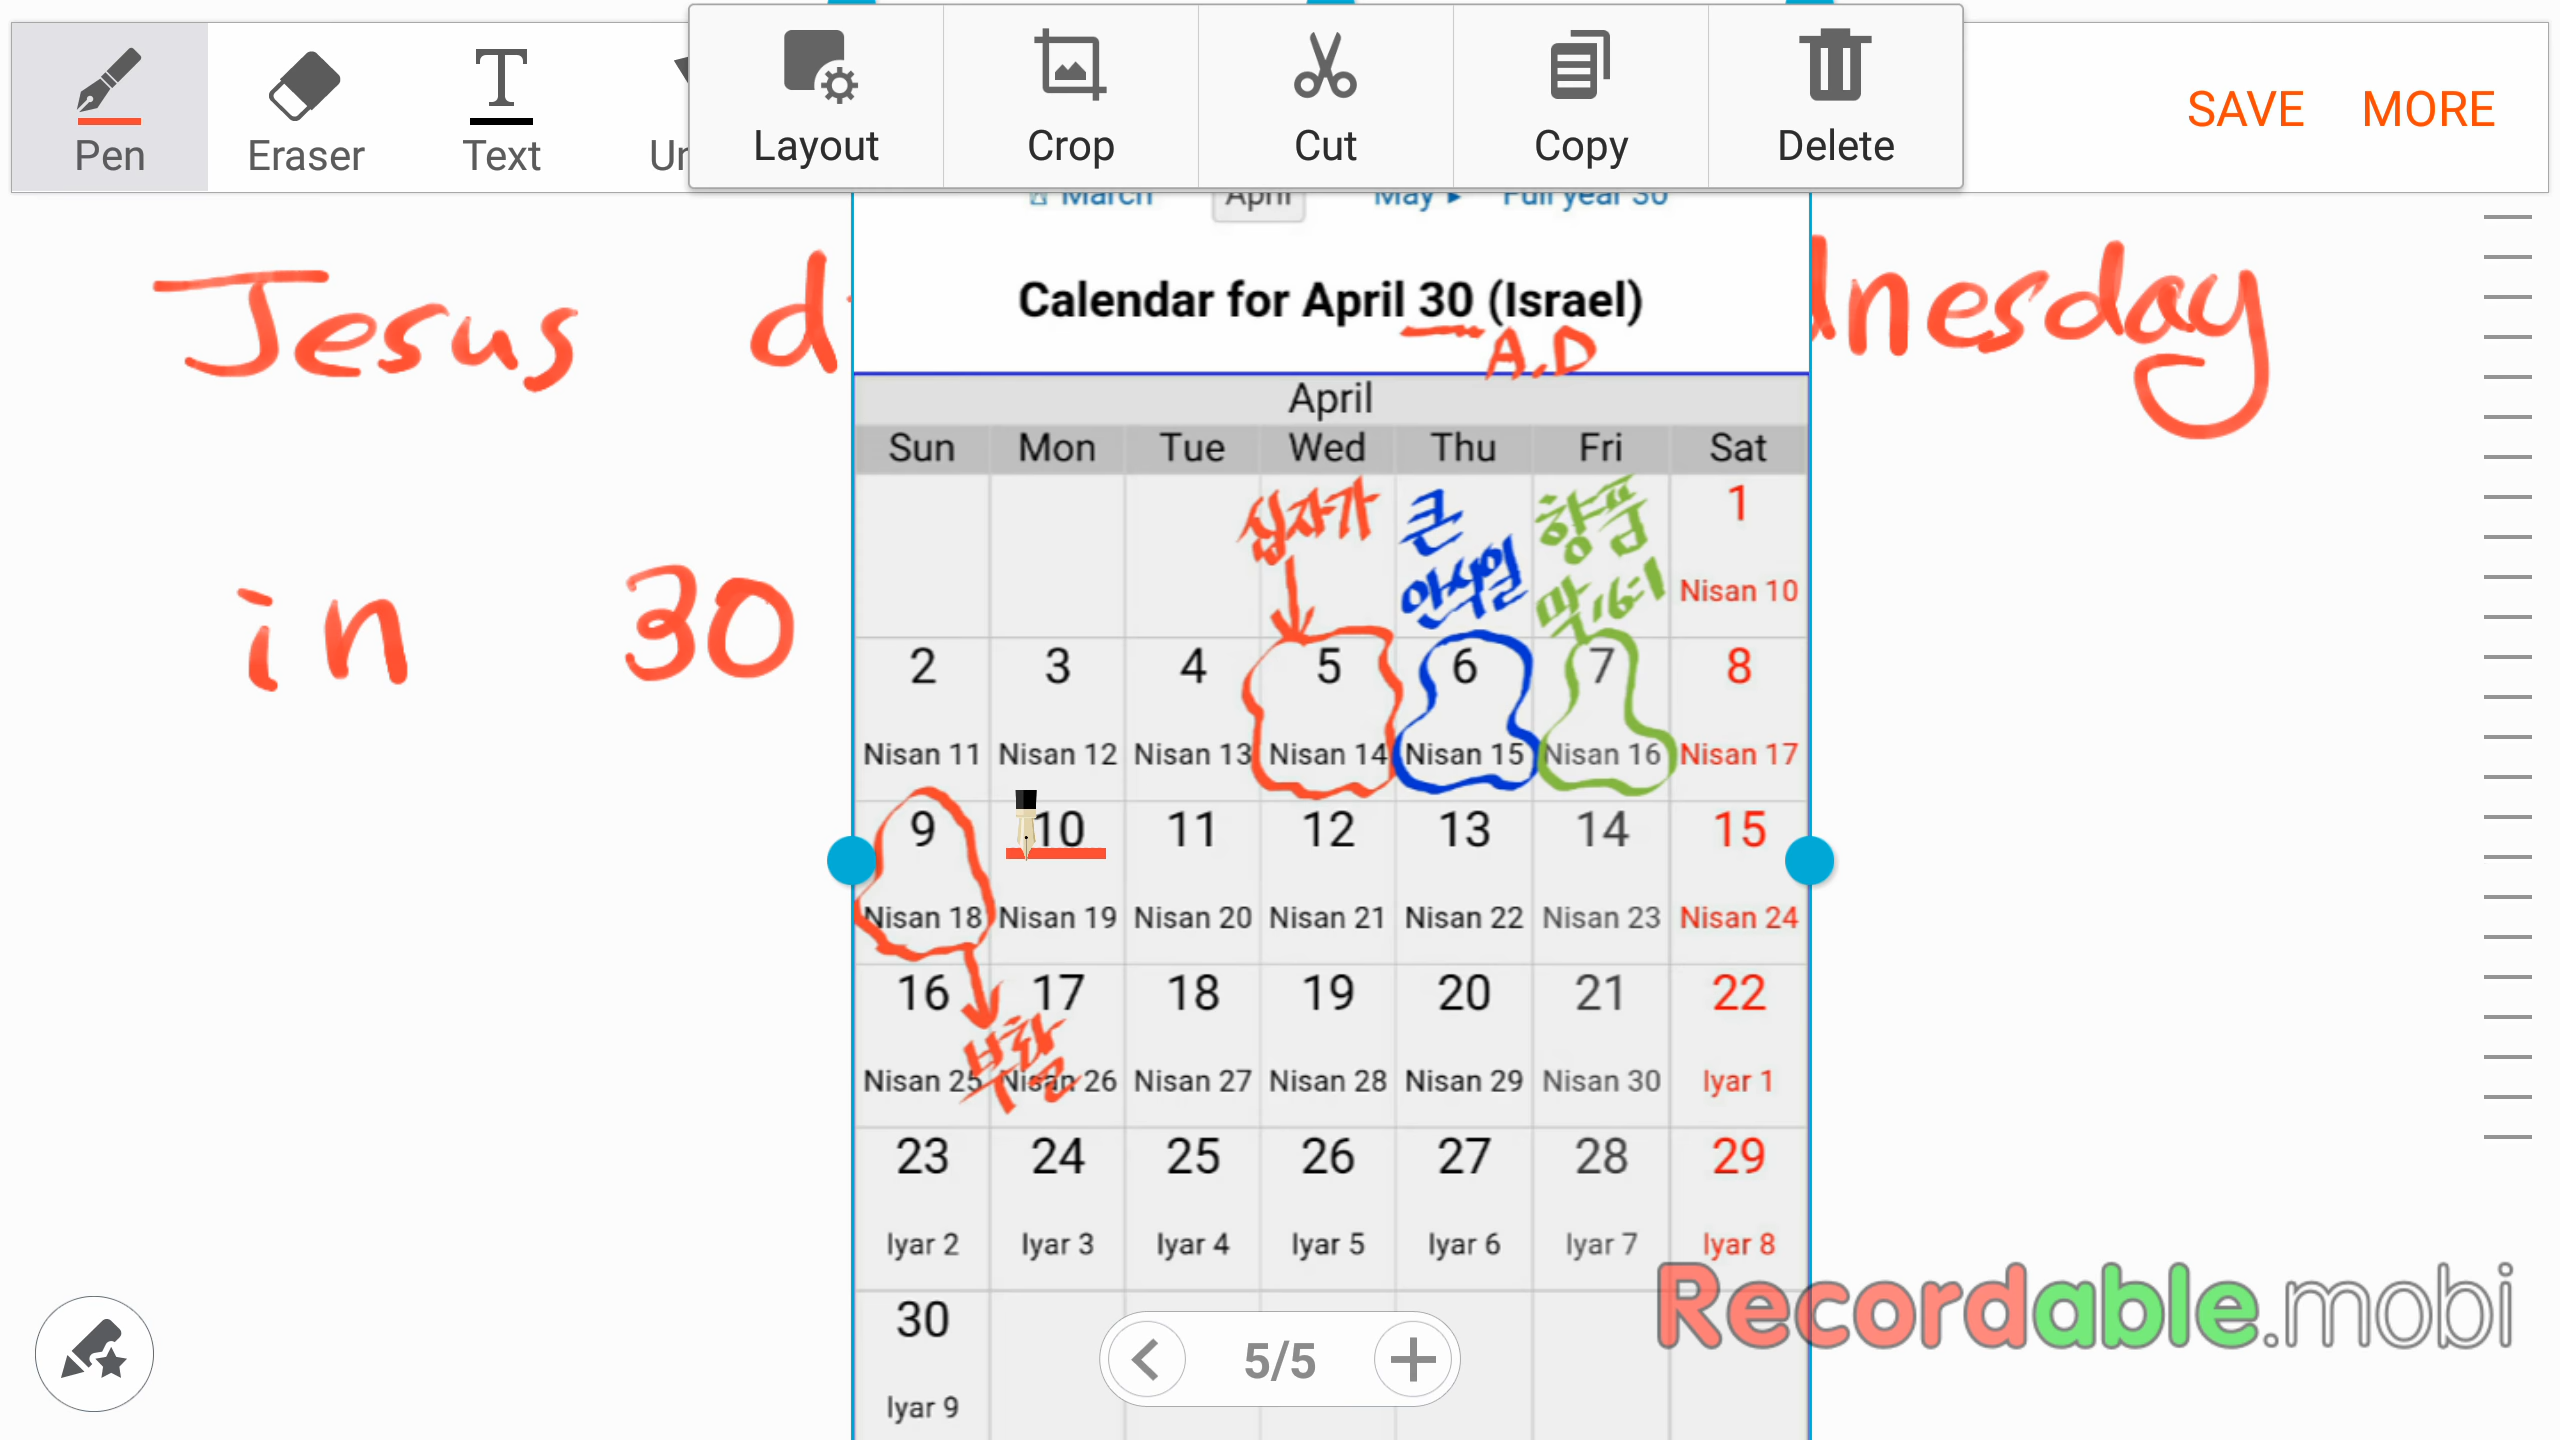 Pen
Eraser
Text
Layout
Crop
Cut
Copy
Delete
SAVE
MORE
March April May ► Full year 30
Jesus
nesday
Calendar for April 30 (Israel)
A.D
in 30
April
Sun Mon Tue Wed Thu Fri Sat
십자가 큰 향품 1
안식일 Nisan 10
2 3 4 5 6 7 8
Nisan 11 Nisan 12 Nisan 13 Nisan 14 Nisan 15 Nisan 16 Nisan 17
9 10 11 12 13 14 15
Nisan 18 Nisan 19 Nisan 20 Nisan 21 Nisan 22 Nisan 23 Nisan 24
16 17 18 19 20 21 22
부활
Nisan 25 Nisan 26 Nisan 27 Nisan 28 Nisan 29 Nisan 30 Iyar 1
23 24 25 26 27 28 29
Iyar 2 Iyar 3 Iyar 4 Iyar 5 Iyar 6 Iyar 7 Iyar 8
30
Iyar 9
5/5
Recordable.mobi